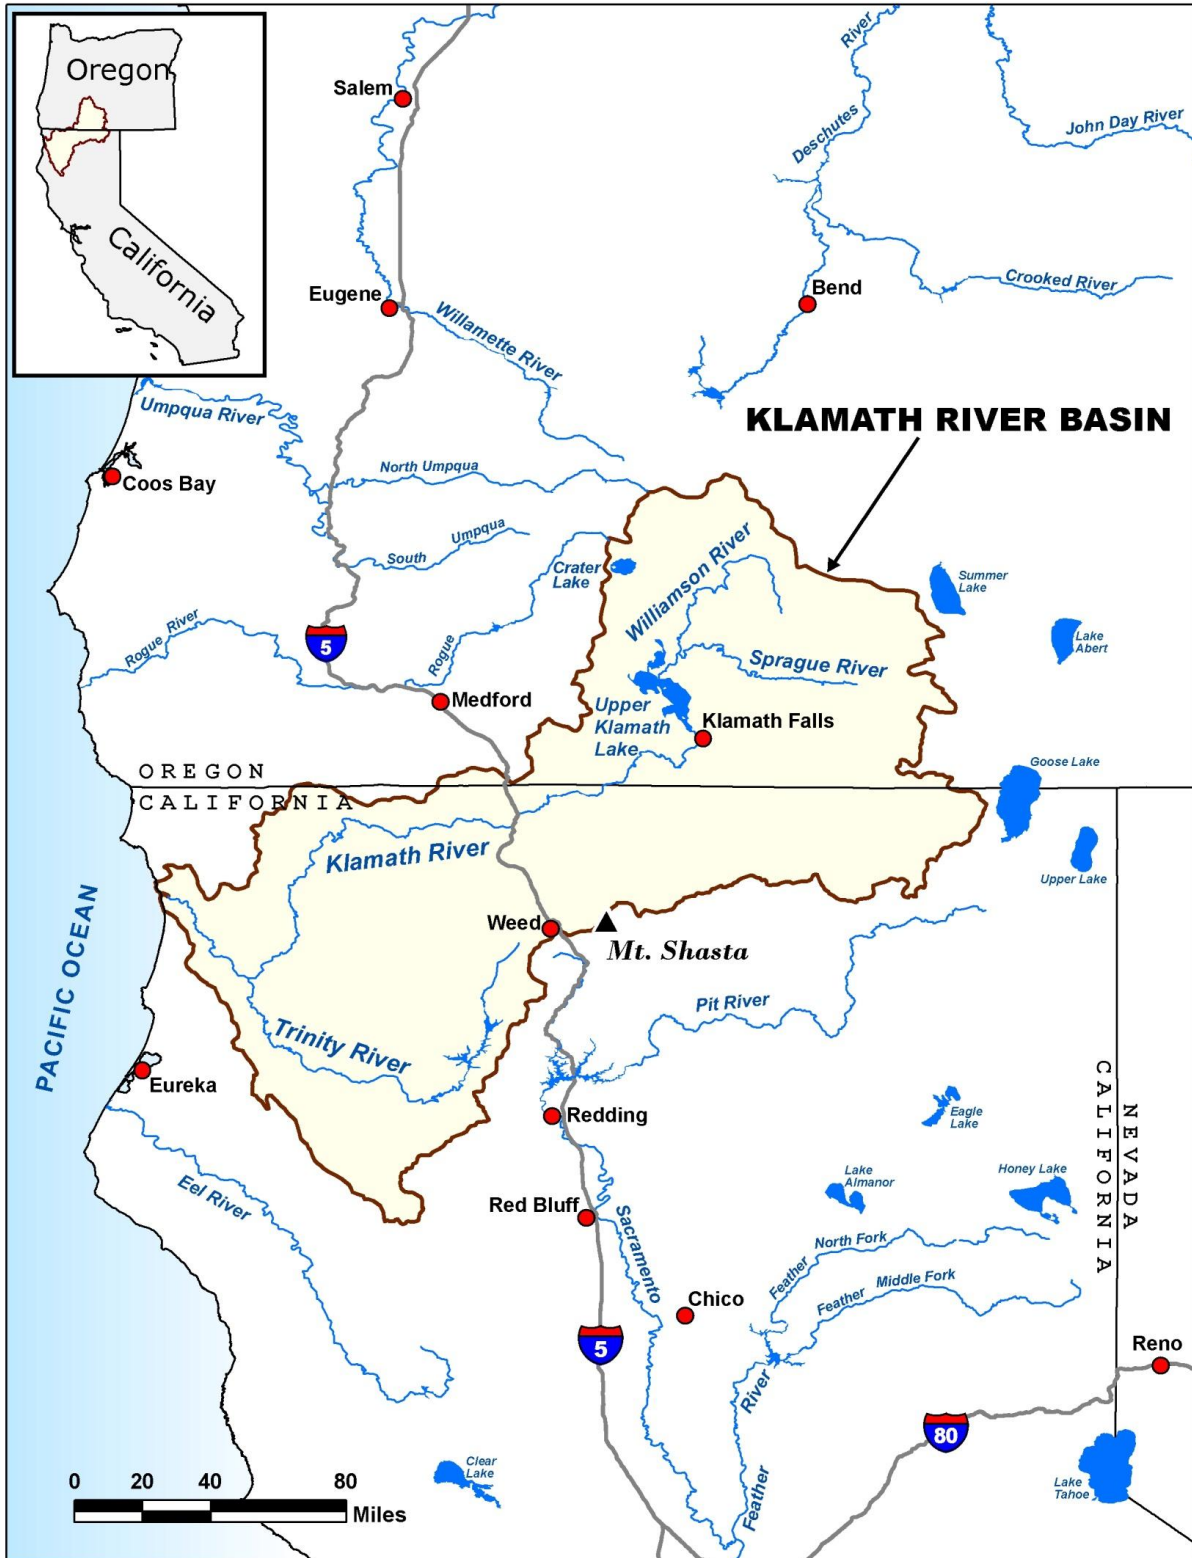 Oregon
California
Salem
River
Deschutes
John Day River
Eugene
Willamette River
Bend
Crooked River
Umpqua River
KLAMATH RIVER BASIN
Coos Bay
North Umpqua
South Umpqua
Crater
Lake
Williamson River
Summer
Lake
Rogue River
5
Rogue
Sprague River
Lake
Abert
Medford
Upper
Klamath
Lake
Klamath Falls
OREGON
CALIFORNIA
Goose Lake
Klamath River
Upper Lake
PACIFIC OCEAN
Weed
Mt. Shasta
Trinity River
Pit River
Eureka
Redding
Eagle
Lake
CALIFORNIA
NEVADA
Eel River
Lake
Almanor
Honey Lake
Red Bluff
Sacramento
Feather
North Fork
Feather
Middle Fork
Chico
5
Reno
River
Feather
80
Clear
Lake
Lake
Tahoe
0 20 40 80
Miles